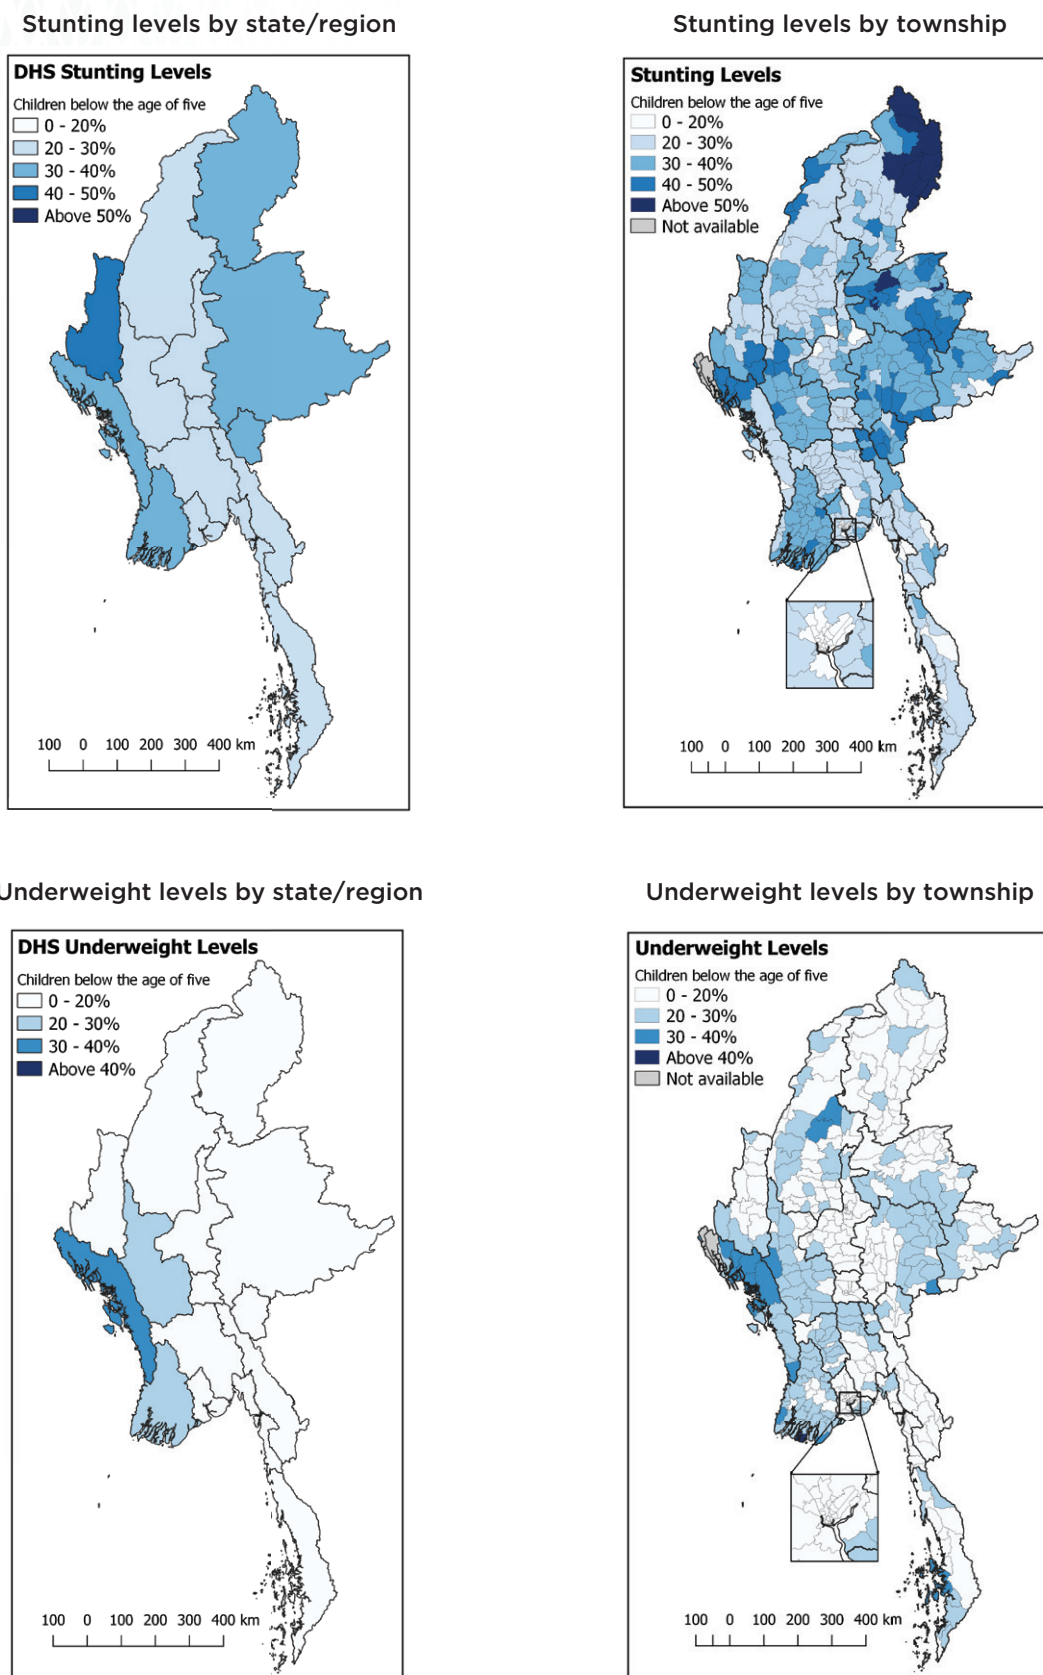 Stunting levels by state/region
DHS Stunting Levels
Children below the age of five
0 - 20%
20 - 30%
30 - 40%
40 - 50%
Above 50%
100 0 100 200 300 400 km
Stunting levels by township
Stunting Levels
Children below the age of five
0 - 20%
20 - 30%
30 - 40%
40 - 50%
Above 50%
Not available
100 0 100 200 300 400 km
Underweight levels by state/region
DHS Underweight Levels
Children below the age of five
0 - 20%
20 - 30%
30 - 40%
Above 40%
100 0 100 200 300 400 km
Underweight levels by township
Underweight Levels
Children below the age of five
0 - 20%
20 - 30%
30 - 40%
Above 40%
Not available
100 0 100 200 300 400 km